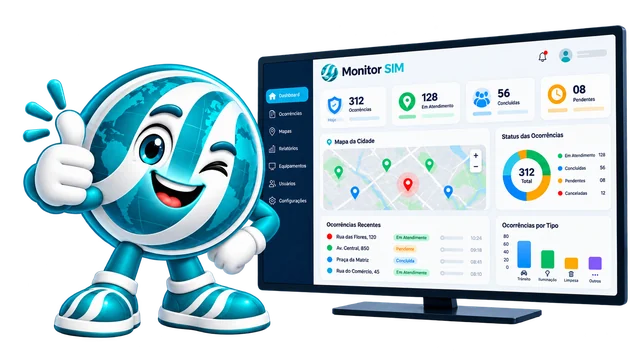 Monitor SIM
Dashboard
Ocorrências
Mapas
Relatórios
Equipamentos
Usuários
Configurações
312
Ocorrências
128
Em Atendimento
56
Concluídas
08
Pendentes
Mapa da Cidade
+
−
Status das Ocorrências
312
Total
Em Atendimento 128
Concluídas 56
Pendentes 08
Canceladas 12
Ocorrências Recentes
Rua das Flores, 120 Em Atendimento 10:24
Av. Central, 850 Pendente
Praça da Matriz Concluída
Rua do Comércio, 45 Em Atendimento
Ocorrências por Tipo
80
60
40
20
0
Trânsito Iluminação Limpeza Outros